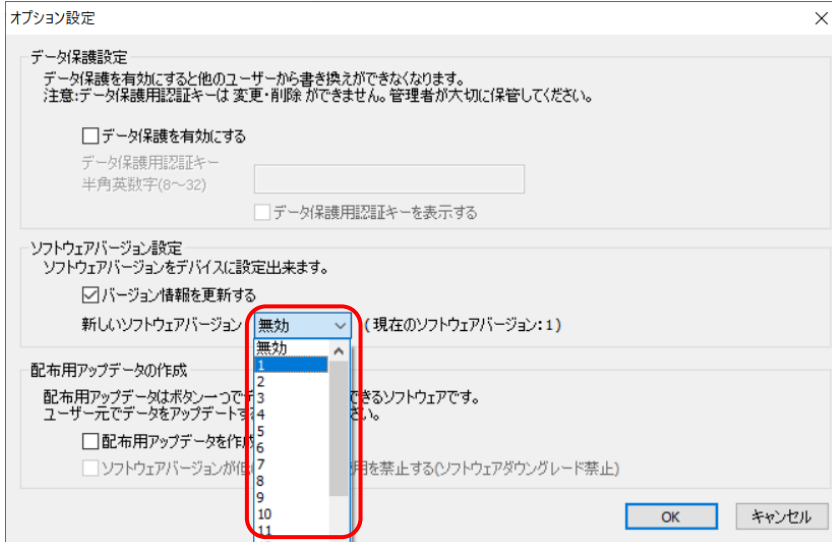 オプション設定
データ保護設定
データ保護を有効にすると他のユーザーから書き換えができなくなります。
注意:データ保護用認証キーは 変更・削除 ができません。管理者が大切に保管してください。
データ保護を有効にする
データ保護用認証キー
半角英数字(8～32)
データ保護用認証キーを表示する
ソフトウェアバージョン設定
ソフトウェアバージョンをデバイスに設定出来ます。
バージョン情報を更新する
新しいソフトウェアバージョン 無効 (現在のソフトウェアバージョン:1)
無効
1
2
3
4
5
6
7
8
9
10
11
配布用アップデータの作成
配布用アップデータはボタン一つで できるソフトウェアです。
ユーザー元でデータをアップデートす さい。
配布用アップデータを作成
ソフトウェアバージョンが低 用を禁止する(ソフトウェアダウングレード禁止)
OK キャンセル